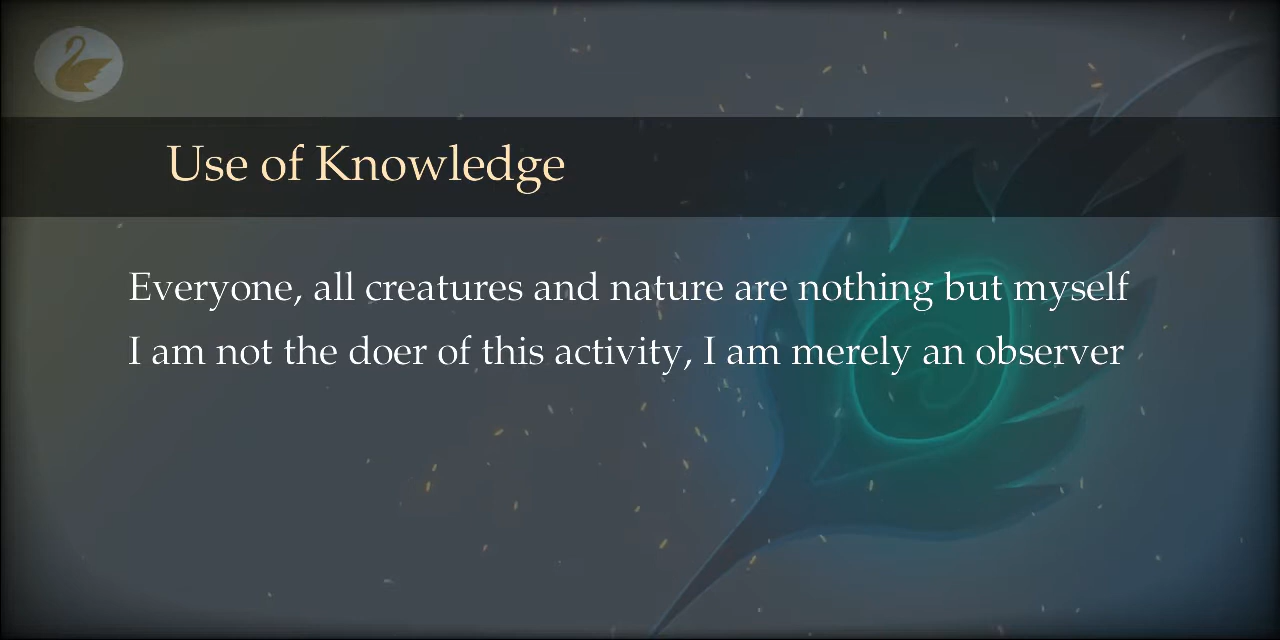 Use of Knowledge
Everyone, all creatures and nature are nothing but myself
I am not the doer of this activity, I am merely an observer